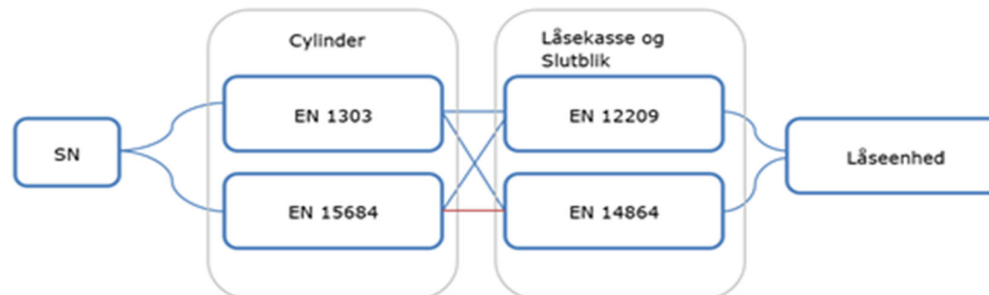 Cylinder
Låsekasse og
Slutblik
SN
EN 1303
EN 12209
EN 15684
EN 14864
Låseenhed